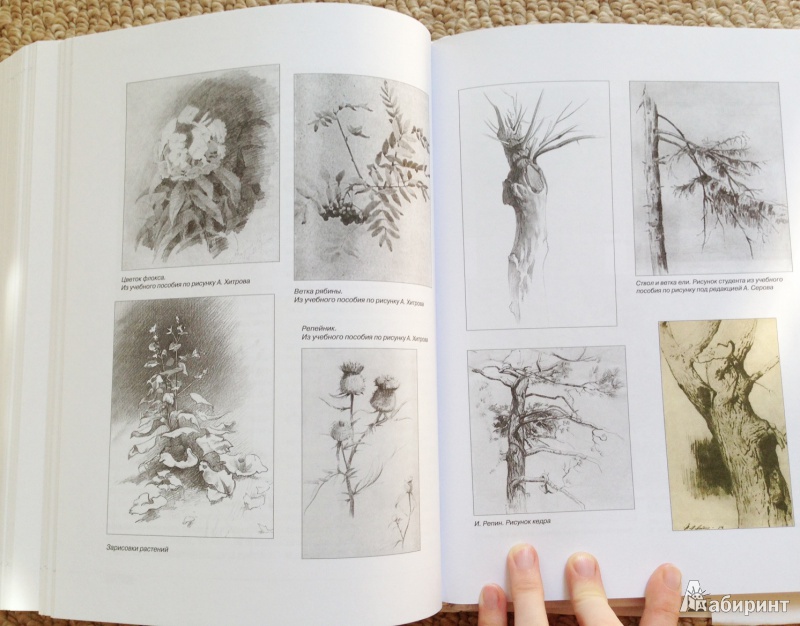 Цветок флокса.
Из учебного пособия по рисунку А. Хитрова
Ветка рябины.
Из учебного пособия по рисунку А. Хитрова
Репейник.
Из учебного пособия по рисунку А. Хитрова
Зарисовки растений
Ствол и ветка ели. Рисунок студента из учебного
пособия по рисунку под редакцией А. Серова
И. Репин. Рисунок кедра
Лабиринт